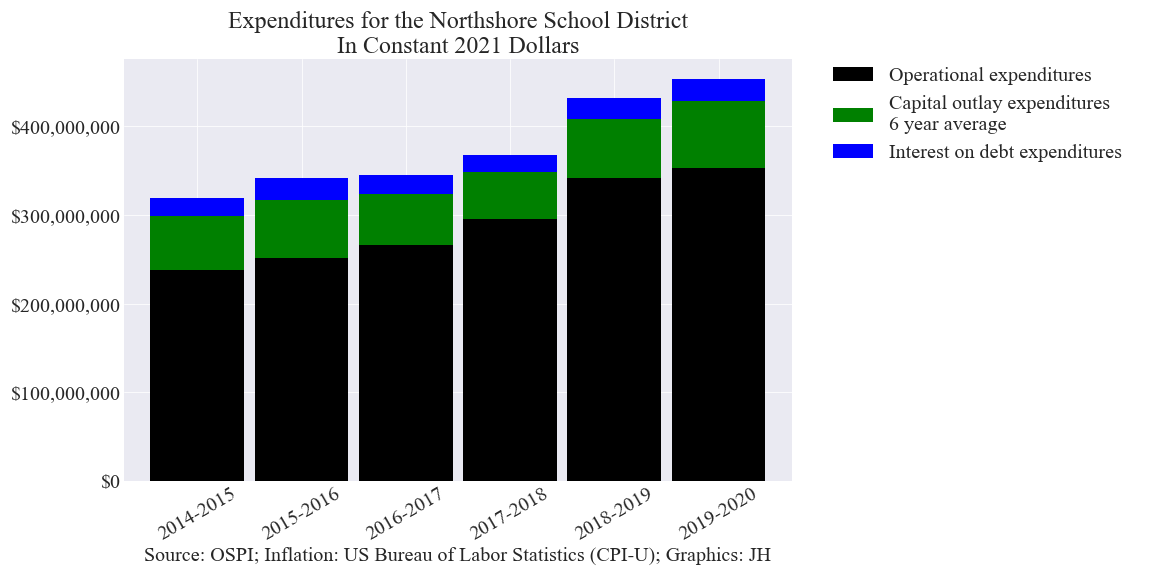 Expenditures for the Northshore School District
In Constant 2021 Dollars
Operational expenditures
Capital outlay expenditures
6 year average
Interest on debt expenditures
$400,000,000
$300,000,000
$200,000,000
$100,000,000
$0
2014-2015
2015-2016
2016-2017
2017-2018
2018-2019
2019-2020
Source: OSPI; Inflation: US Bureau of Labor Statistics (CPI-U); Graphics: JH